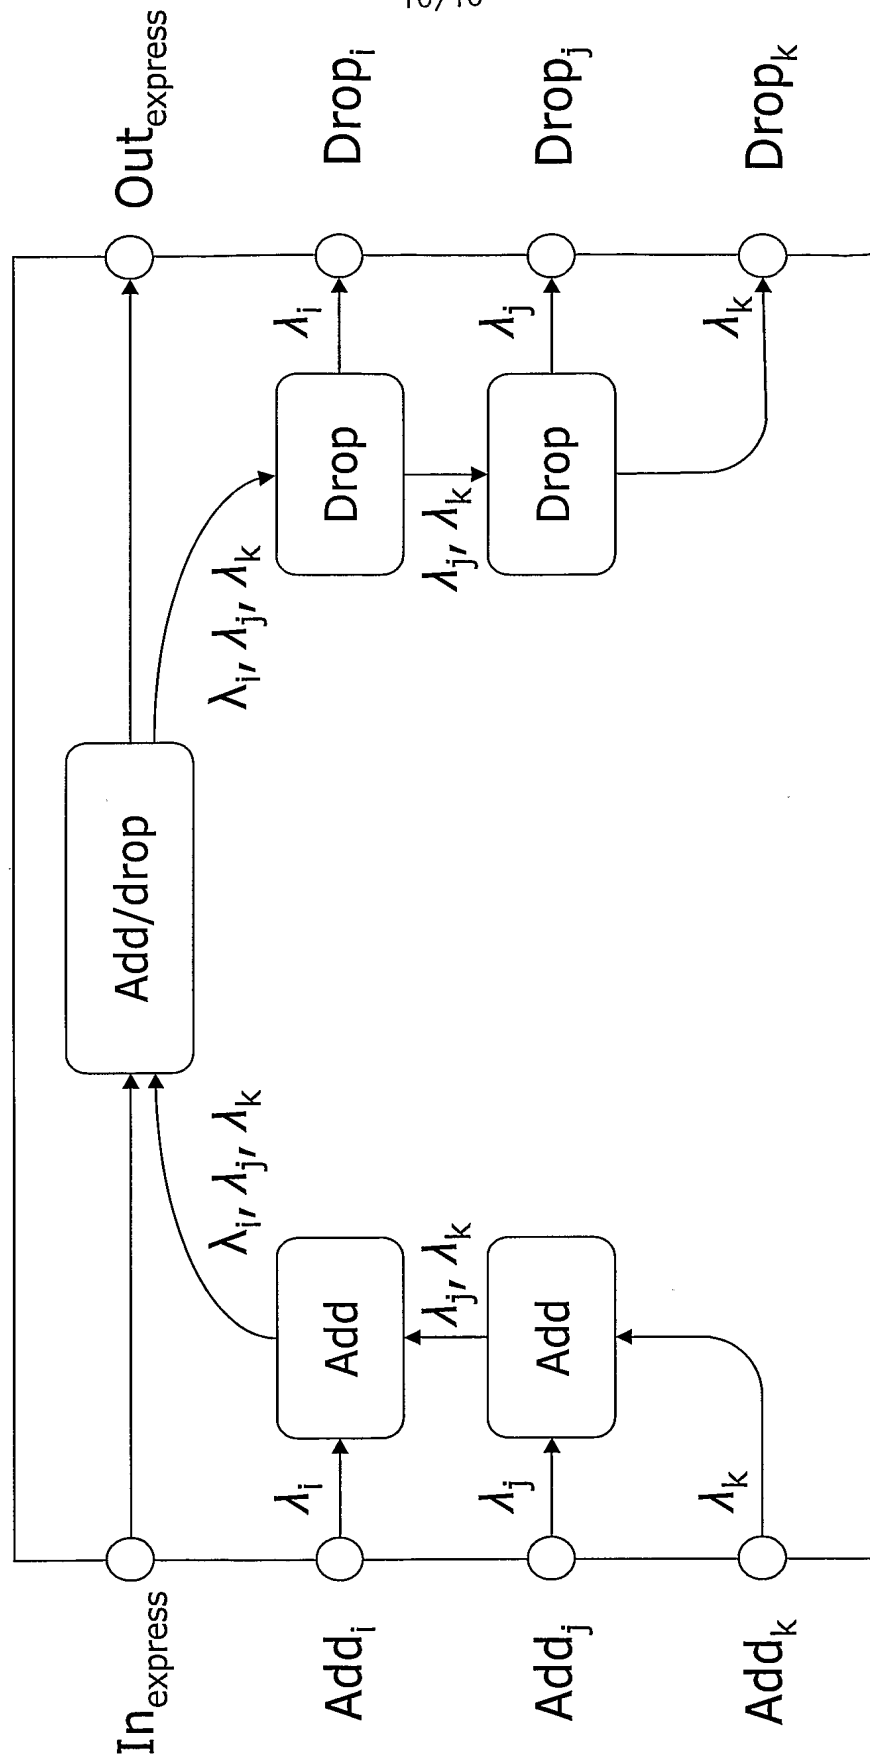 In_express Out_express
Add/drop
λ_i, λ_j, λ_k λ_i, λ_j, λ_k
Add_i λ_i Add Drop λ_i Drop_i
λ_j, λ_k λ_j, λ_k
Add_j λ_j Add Drop λ_j Drop_j
Add_k λ_k λ_k Drop_k